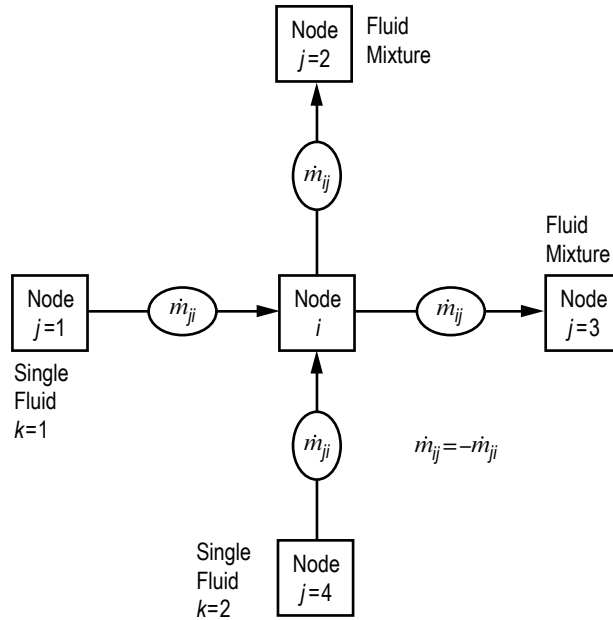 Node
j=2
Fluid
Mixture
ṁij
Fluid
Mixture
Node
j=1
ṁji
Node
i
ṁij
Node
j=3
Single
Fluid
k=1
ṁji
ṁij=–ṁji
Single
Fluid
k=2
Node
j=4